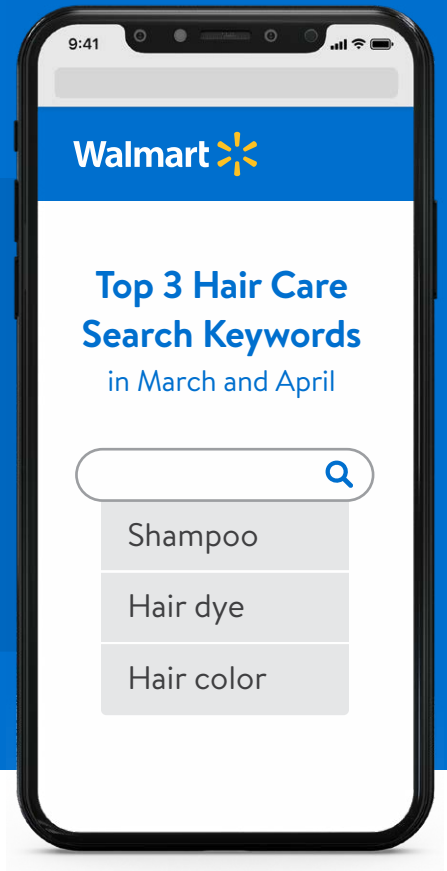 9:41
Walmart
Top 3 Hair Care
Search Keywords
in March and April
Shampoo
Hair dye
Hair color